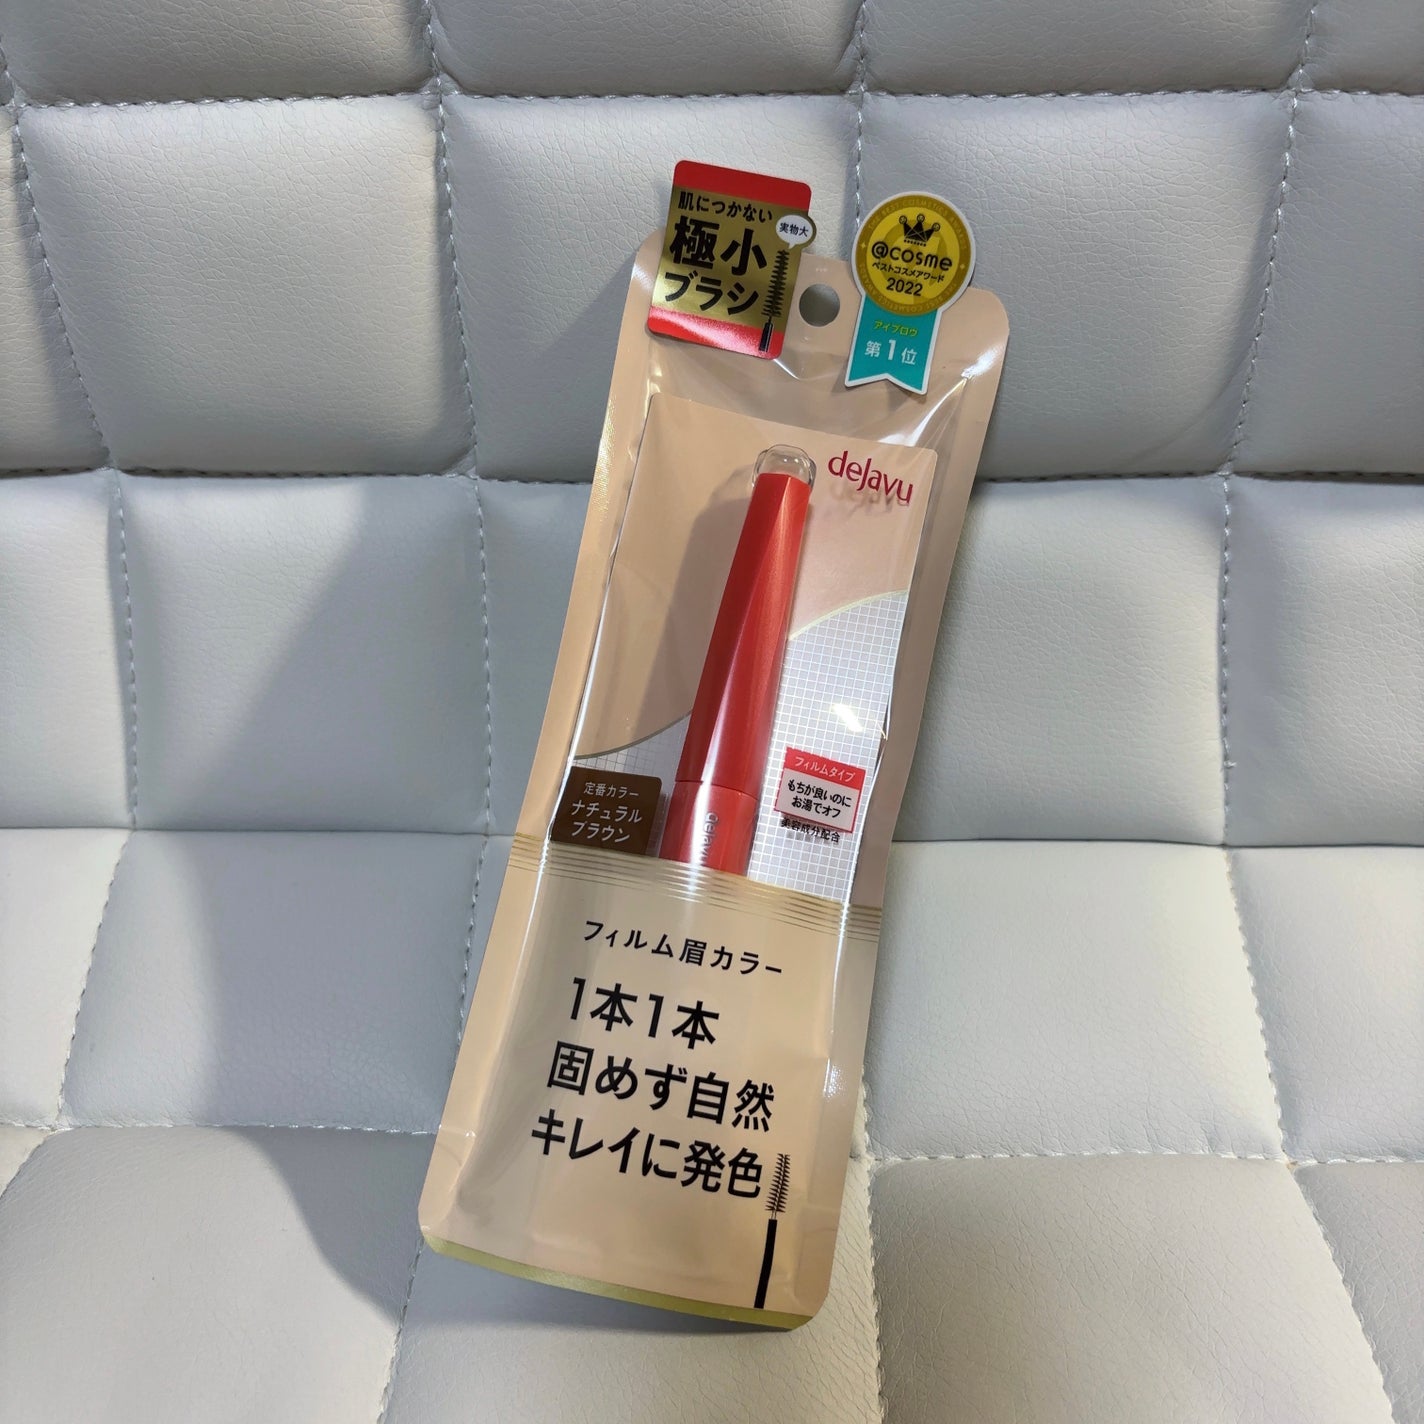 肌につかない
極小
ブラシ
実物大
@cosme
ベストコスメアワード
2022
アイブロウ
第1位
dejavu
定番カラー
ナチュラル
ブラウン
dejavu
フィルムタイプ
もちが良いのに
お湯でオフ
美容成分配合
フィルム眉カラー
1本1本
固めず自然
キレイに発色